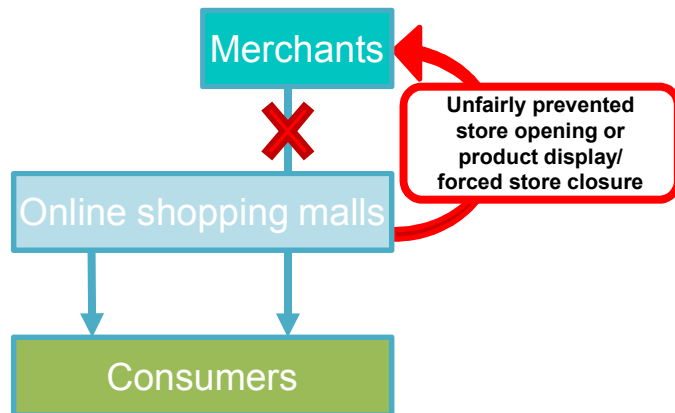 Merchants
Unfairly prevented
store opening or
product display/
forced store closure
Online shopping malls
Consumers